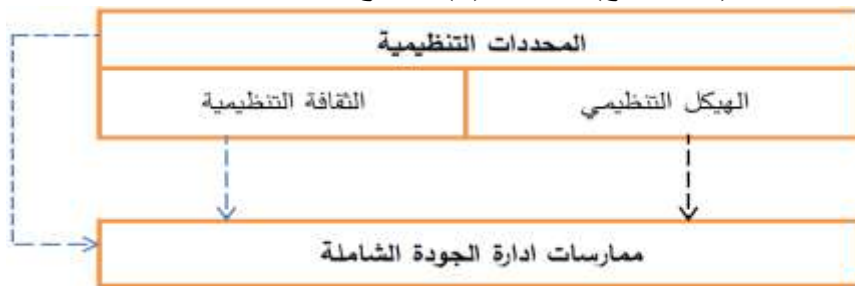 المحددات التنظيمية
الهيكل التنظيمي
الثقافة التنظيمية
ممارسات ادارة الجودة الشاملة